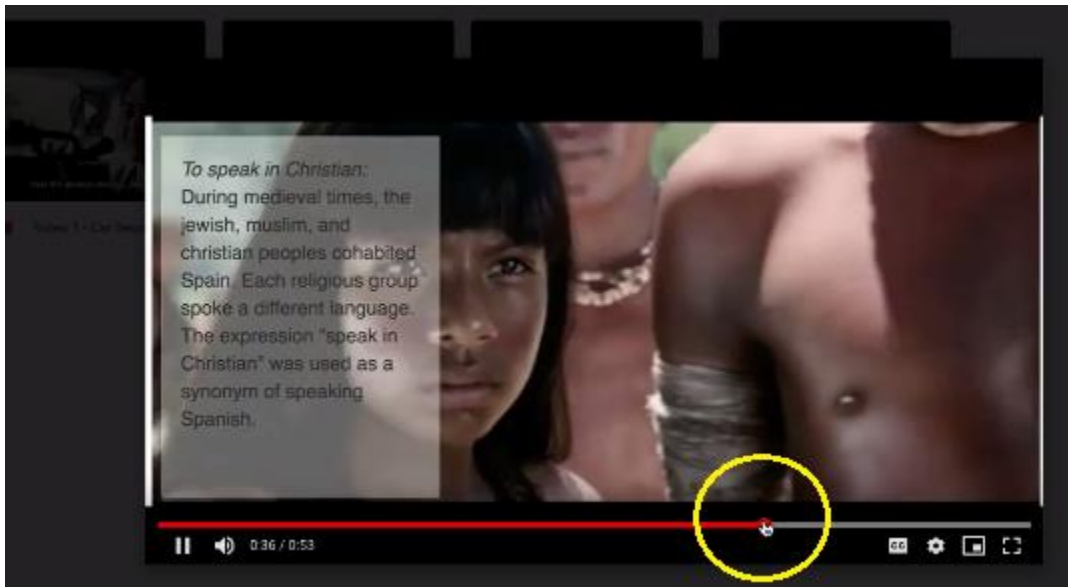 To speak in Christian:
During medieval times, the
jewish, muslim, and
christian peoples cohabited
Spain. Each religious group
spoke a different language.
The expression "speak in
Christian" was used as a
synonym of speaking
Spanish.
0:36 / 0:53
CC